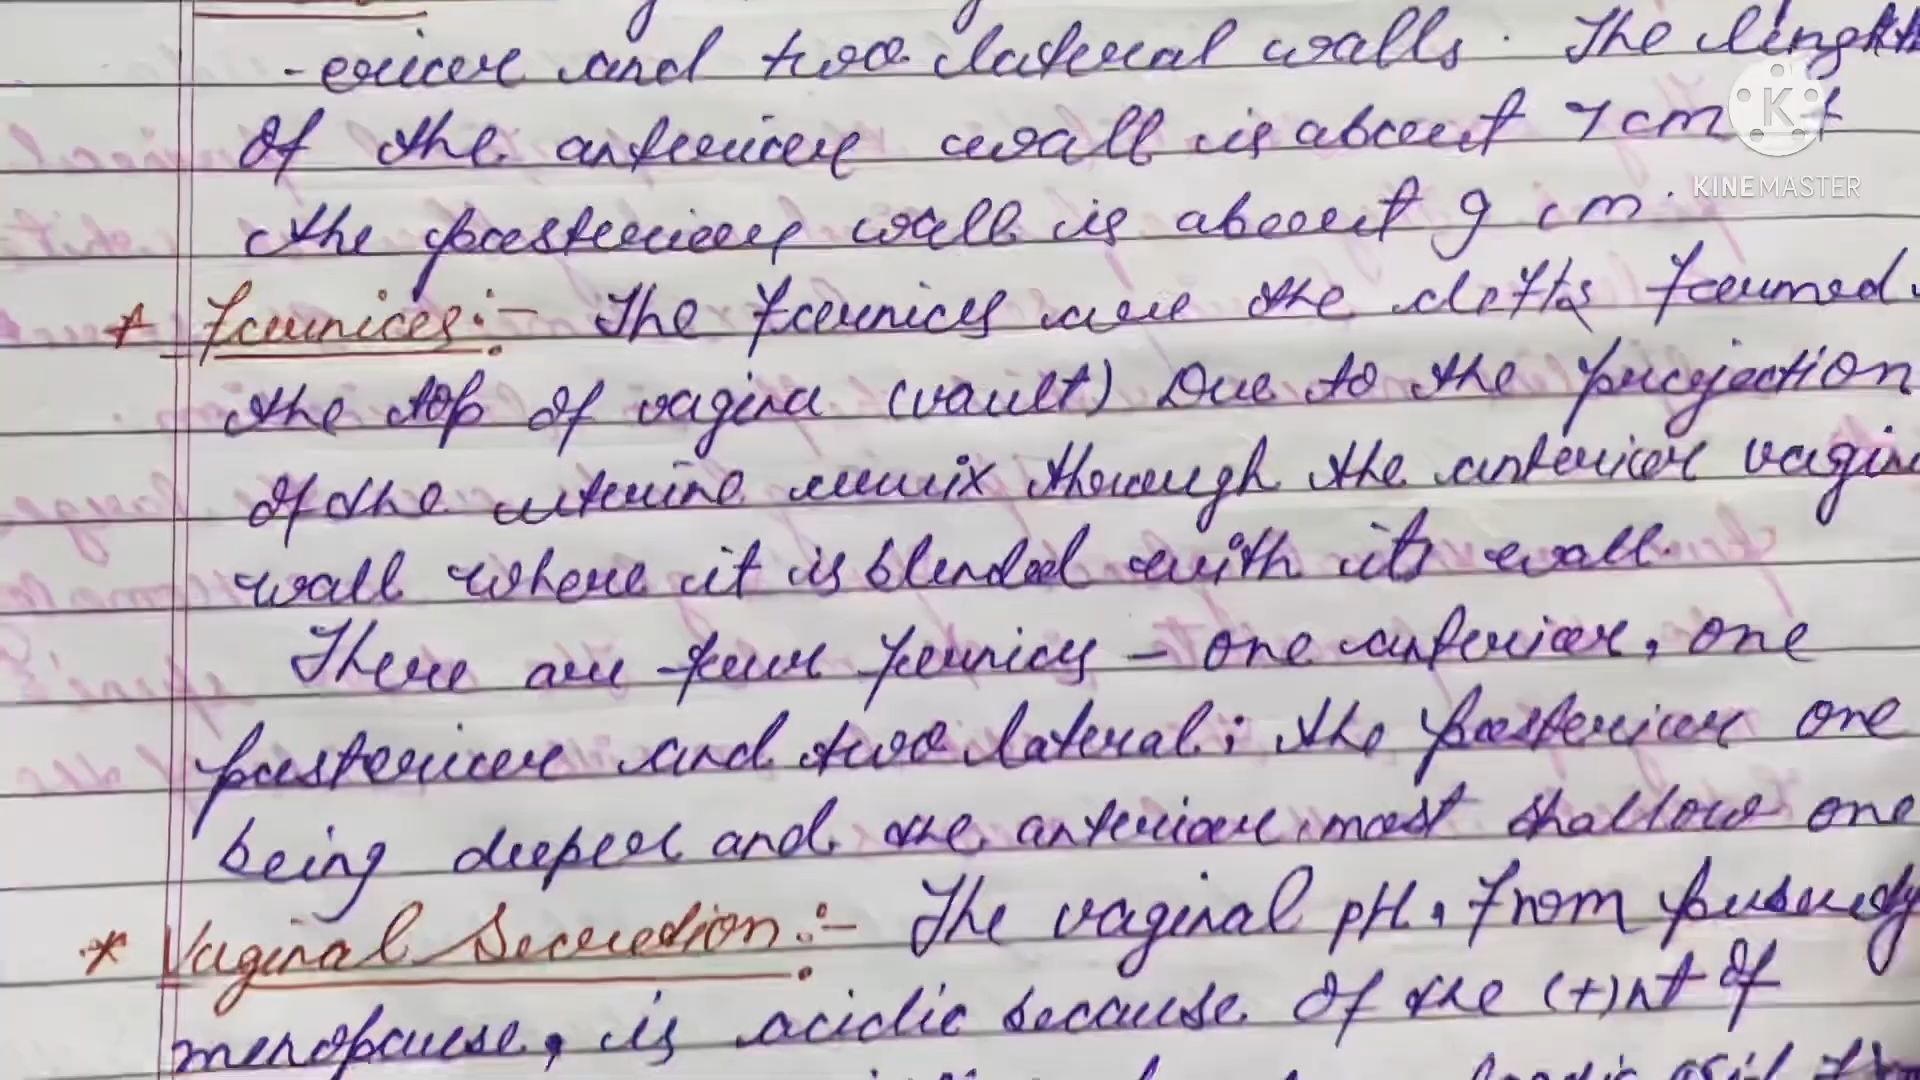 -erior and two lateral walls. The length
of the anterior wall is about 7 cm
KINEMASTER
the posterior wall is about 9 cm.
* Fornices:- The Fornices are the clefts formed
the top of vagina (vault) Due to the projection
of the uterine cervix through the anterior vagin
wall where it is blended with its wall.
There are four fornices - one anterior, one
posterior and two lateral; the posterior one
being deeper and the anterior, most shallow one
* Vaginal Secretion:- The vaginal pH, from puberty
menopause, is acidic because of the (+)nt of